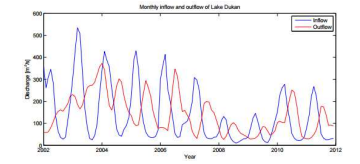 Monthly inflow and outflow of Lake Dukan
Inflow
Outflow
Discharge [m³/s]
600
500
400
300
200
100
0
2002
2004
2006
2008
2010
2012
Year